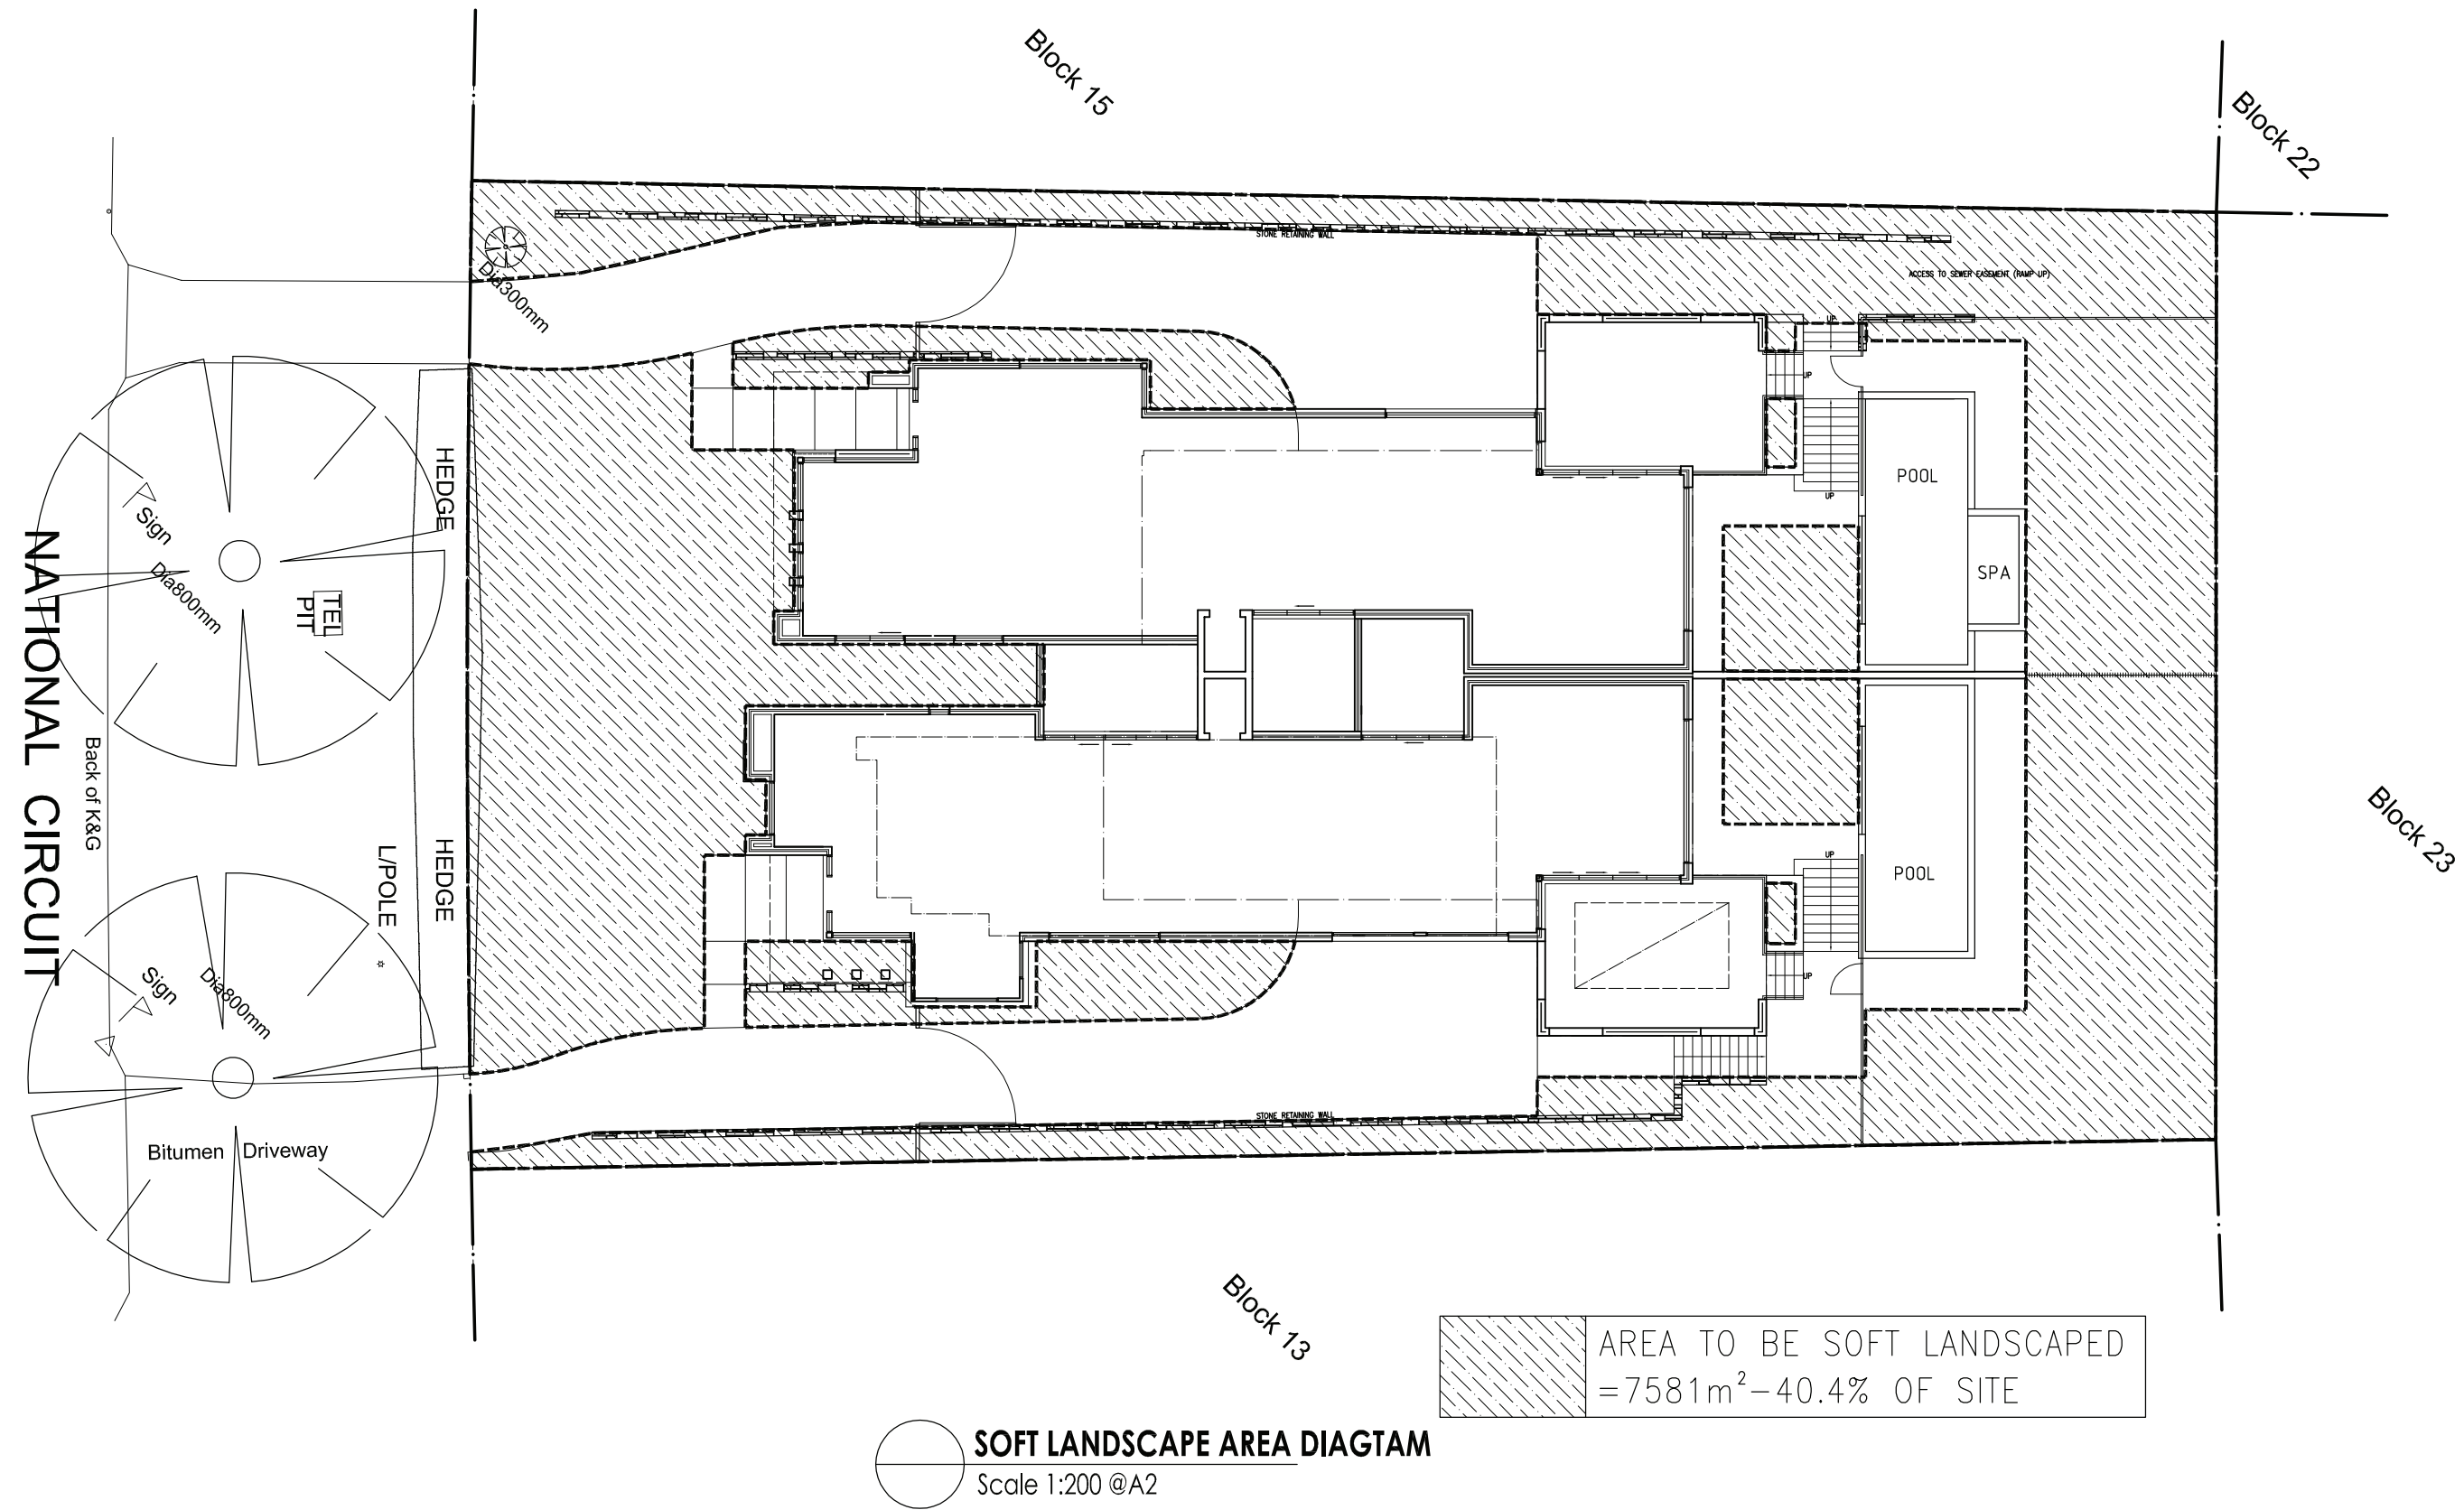 Block 15
Block 22
STONE RETAINING WALL
ACCESS TO SEWER EASEMENT (RAMP UP)
Dia300mm
UP
UP
HEDGE
POOL
UP
Sign
SPA
NATIONAL CIRCUIT
Dia800mm
TEL
PIT
Back of K&G
Block 23
HEDGE
L/POLE
UP
POOL
Sign
Dia800mm
UP
STONE RETAINING WALL
Bitumen Driveway
Block 13
AREA TO BE SOFT LANDSCAPED
=7581m²-40.4% OF SITE
SOFT LANDSCAPE AREA DIAGTAM
Scale 1:200 @A2